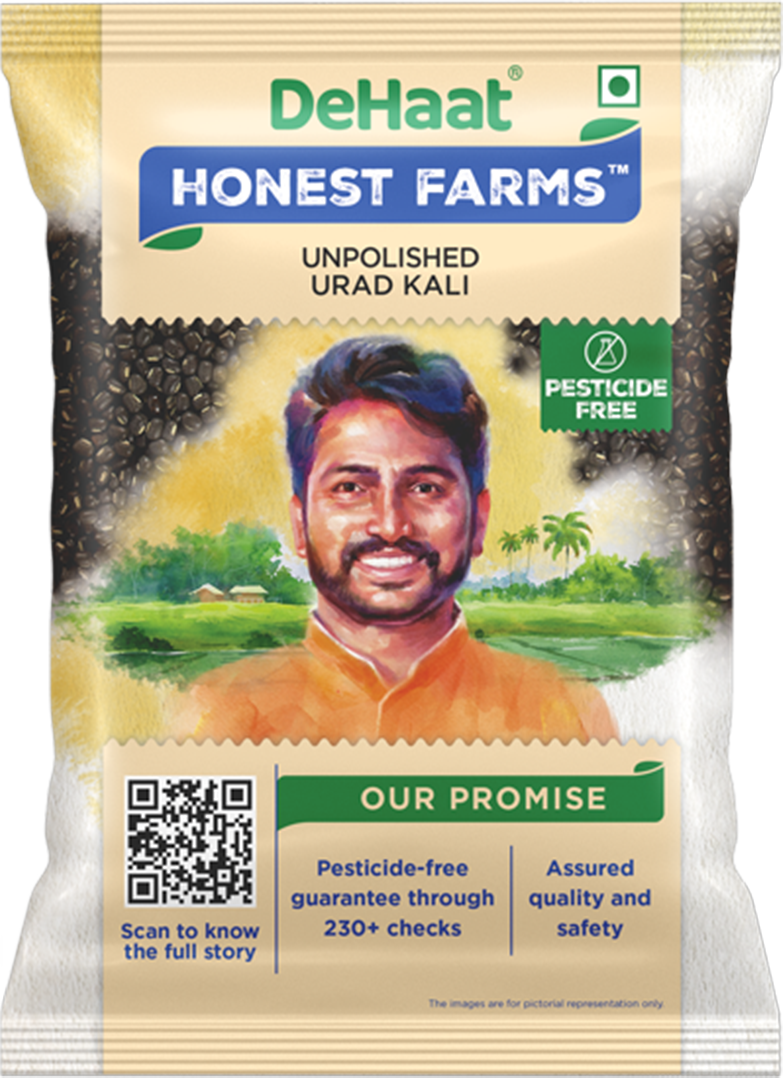 DeHaat®
HONEST FARMS™
UNPOLISHED
URAD KALI
PESTICIDE
FREE
OUR PROMISE
Pesticide-free
guarantee through
230+ checks
Assured
quality and
safety
Scan to know
the full story
The images are for pictorial representation only.